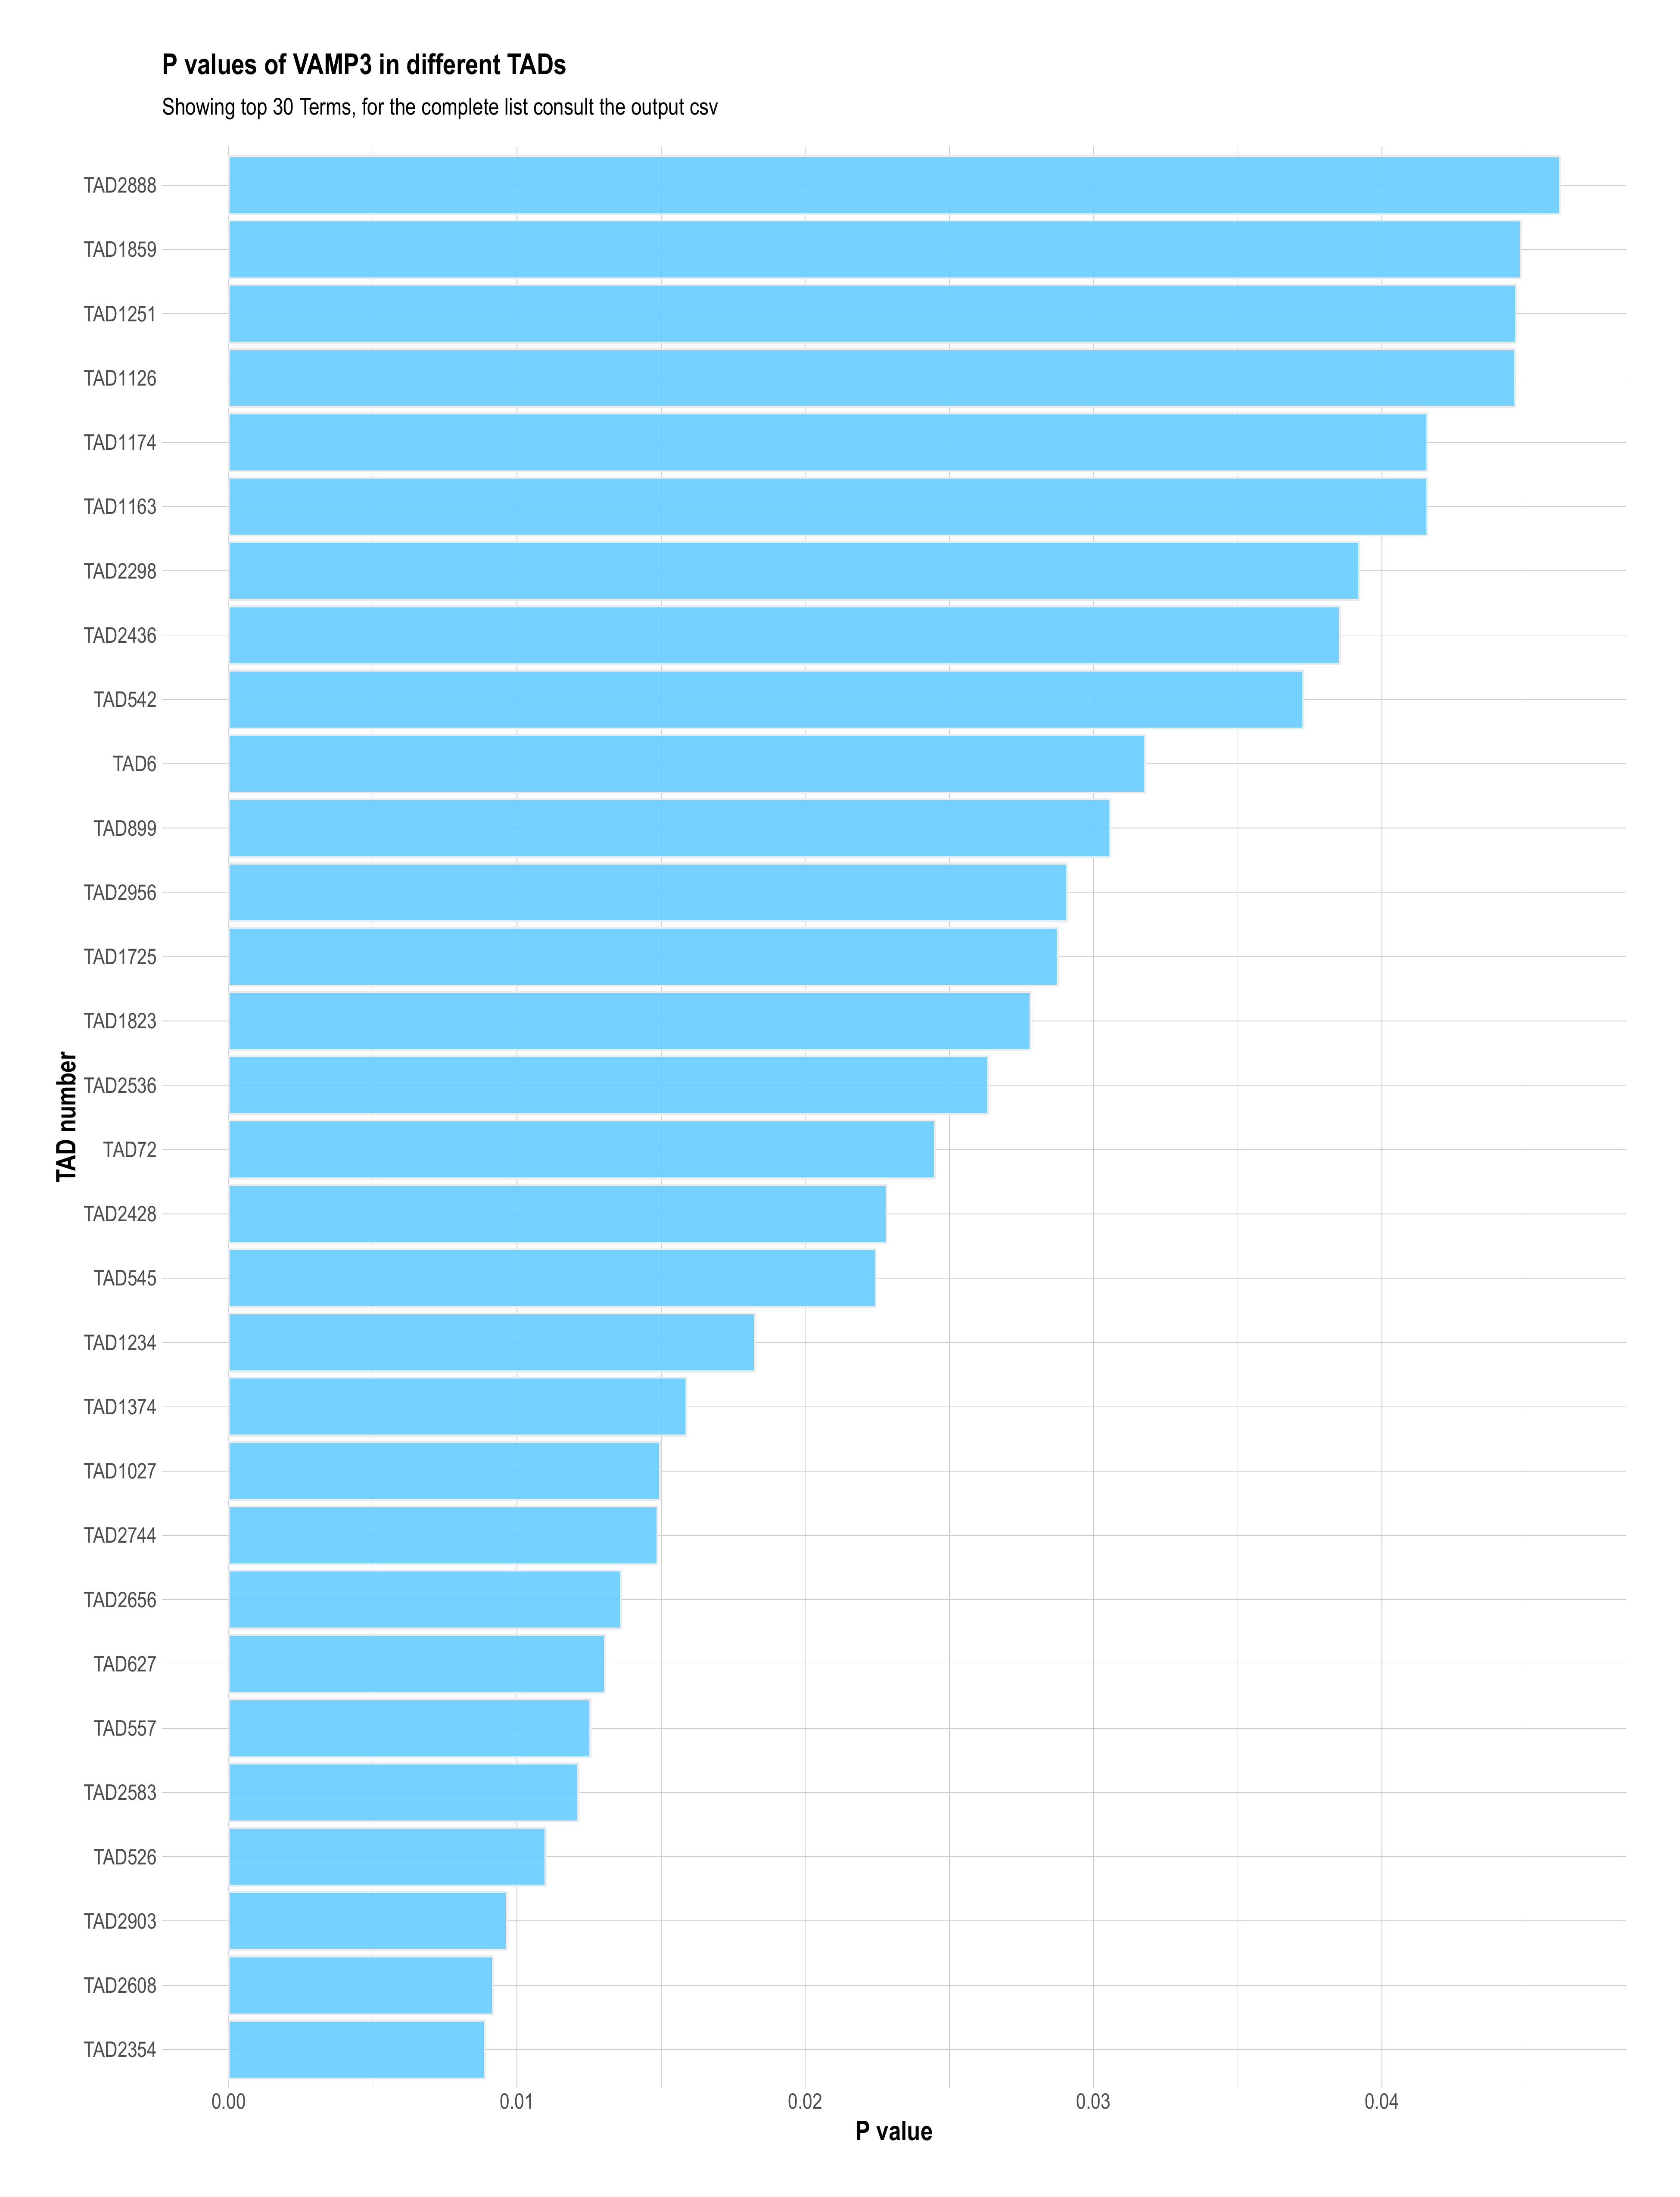 P values of VAMP3 in different TADs
Showing top 30 Terms, for the complete list consult the output csv
TAD2888
TAD1859
TAD1251
TAD1126
TAD1174
TAD1163
TAD2298
TAD2436
TAD542
TAD6
TAD899
TAD2956
TAD1725
TAD1823
TAD2536
TAD72
TAD2428
TAD545
TAD1234
TAD1374
TAD1027
TAD2744
TAD2656
TAD627
TAD557
TAD2583
TAD526
TAD2903
TAD2608
TAD2354
TAD number
0.00 0.01 0.02 0.03 0.04
P value